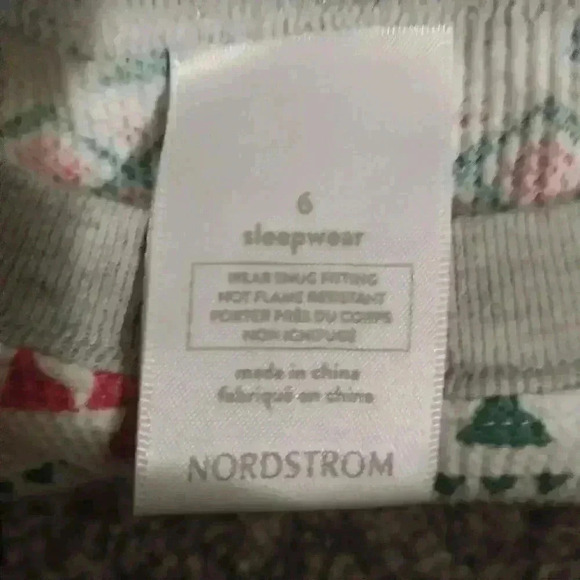 6
sleepwear
WEAR SNUG FITTING
NOT FLAME RESISTANT
PORTER PRÈS DU CORPS
NON IGNIFUGE
made in china
fabriqué en chine
NORDSTROM